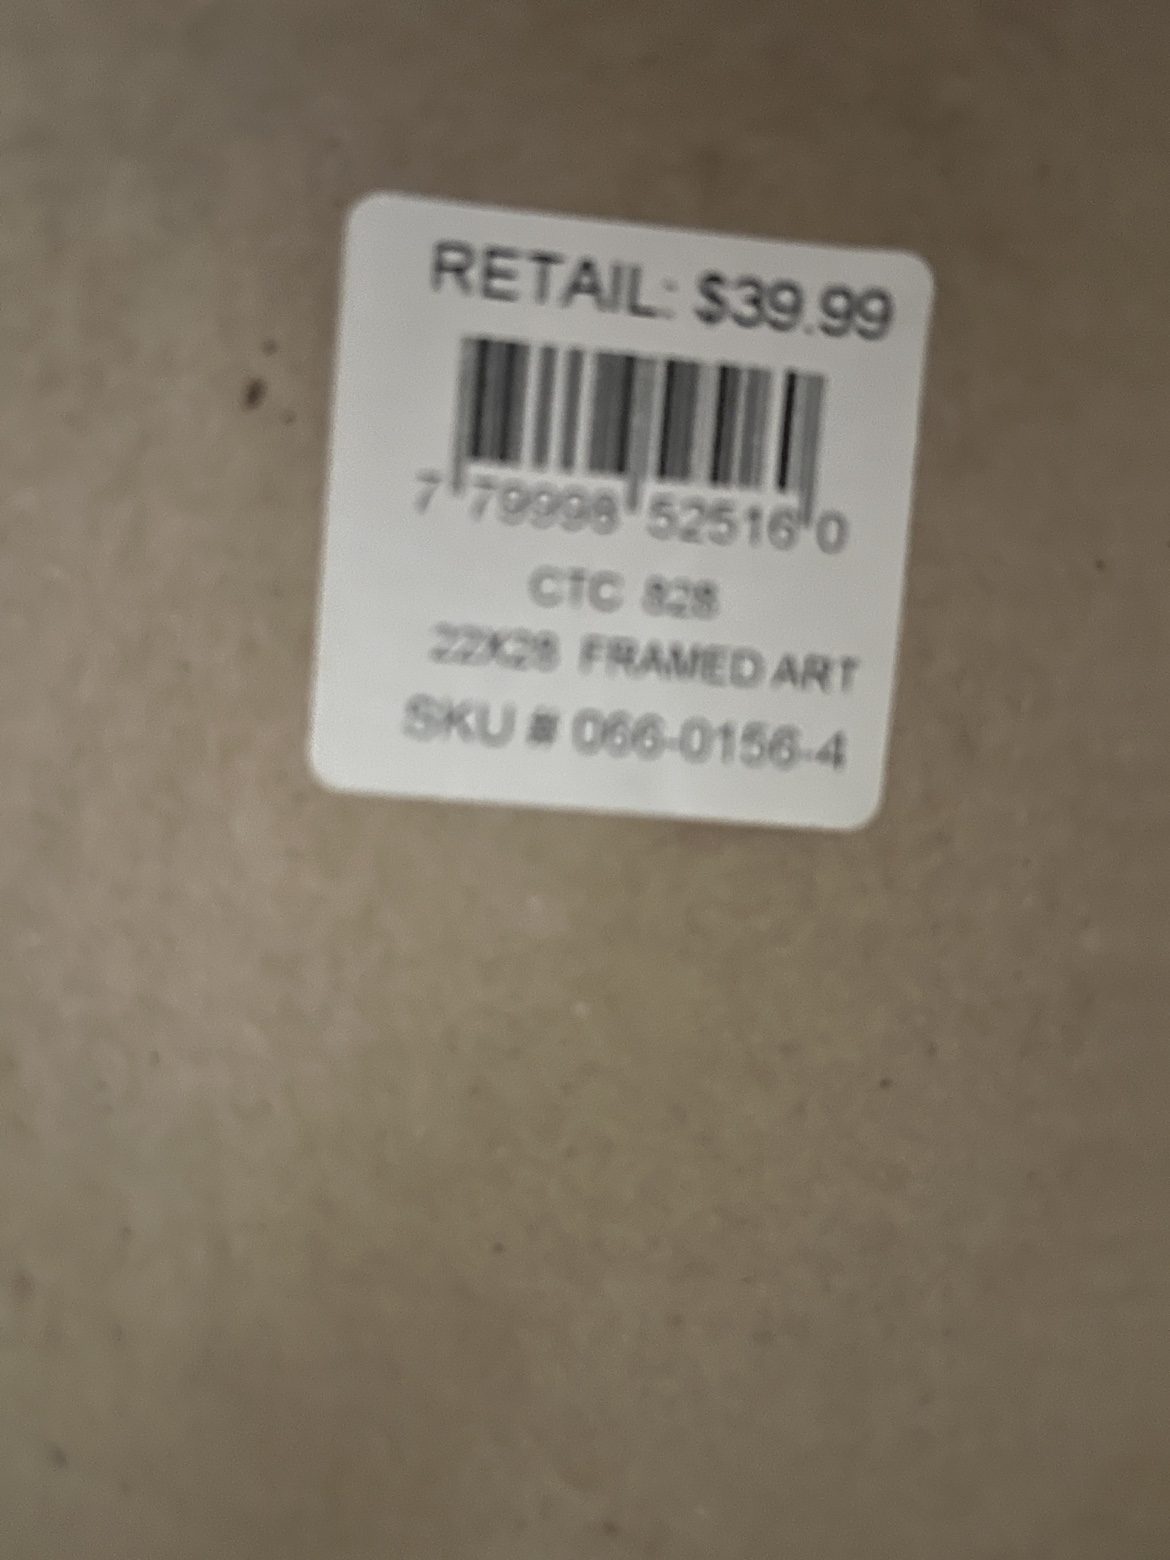 RETAIL: $39.99
7 79998 52516 0
CTC 828
22X28 FRAMED ART
SKU # 066-0156-4